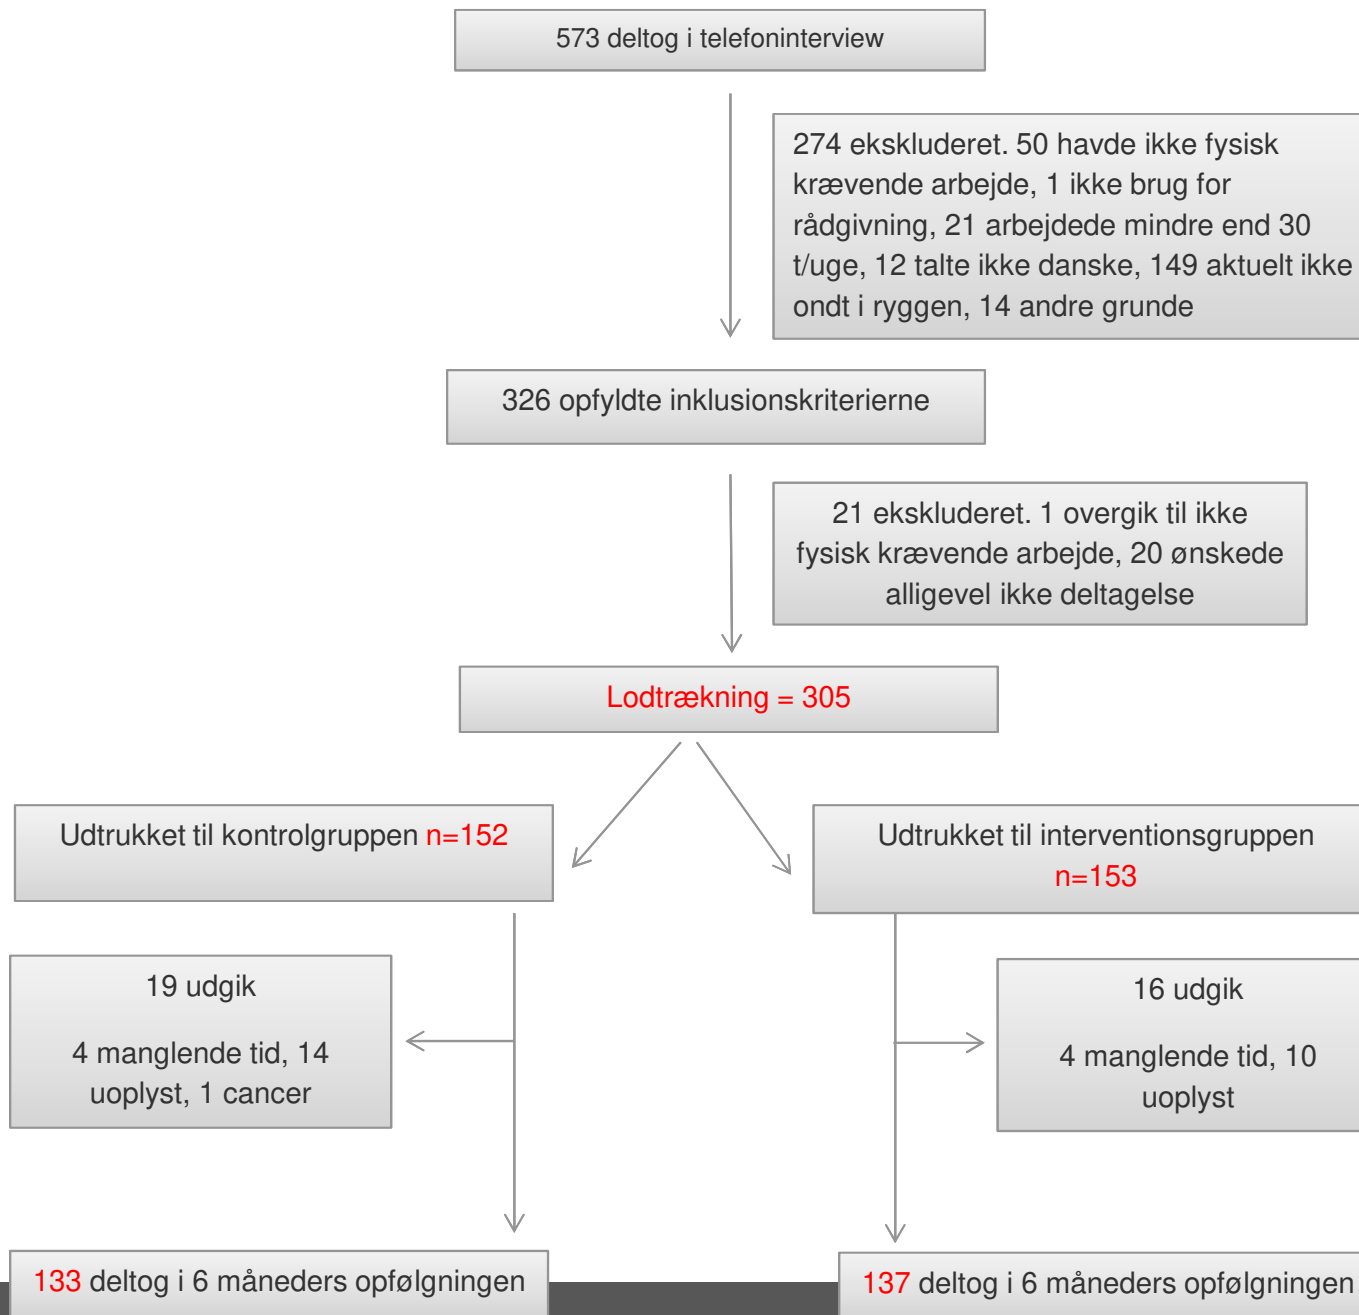 573 deltog i telefoninterview
274 ekskluderet. 50 havde ikke fysisk
krævende arbejde, 1 ikke brug for
rådgivning, 21 arbejdede mindre end 30
t/uge, 12 talte ikke danske, 149 aktuelt ikke
ondt i ryggen, 14 andre grunde
326 opfyldte inklusionskriterierne
21 ekskluderet. 1 overgik til ikke
fysisk krævende arbejde, 20 ønskede
alligevel ikke deltagelse
Lodtrækning = 305
Udtrukket til kontrolgruppen n=152
Udtrukket til interventionsgruppen
n=153
19 udgik
4 manglende tid, 14
uoplyst, 1 cancer
16 udgik
4 manglende tid, 10
uoplyst
133 deltog i 6 måneders opfølgningen
137 deltog i 6 måneders opfølgningen